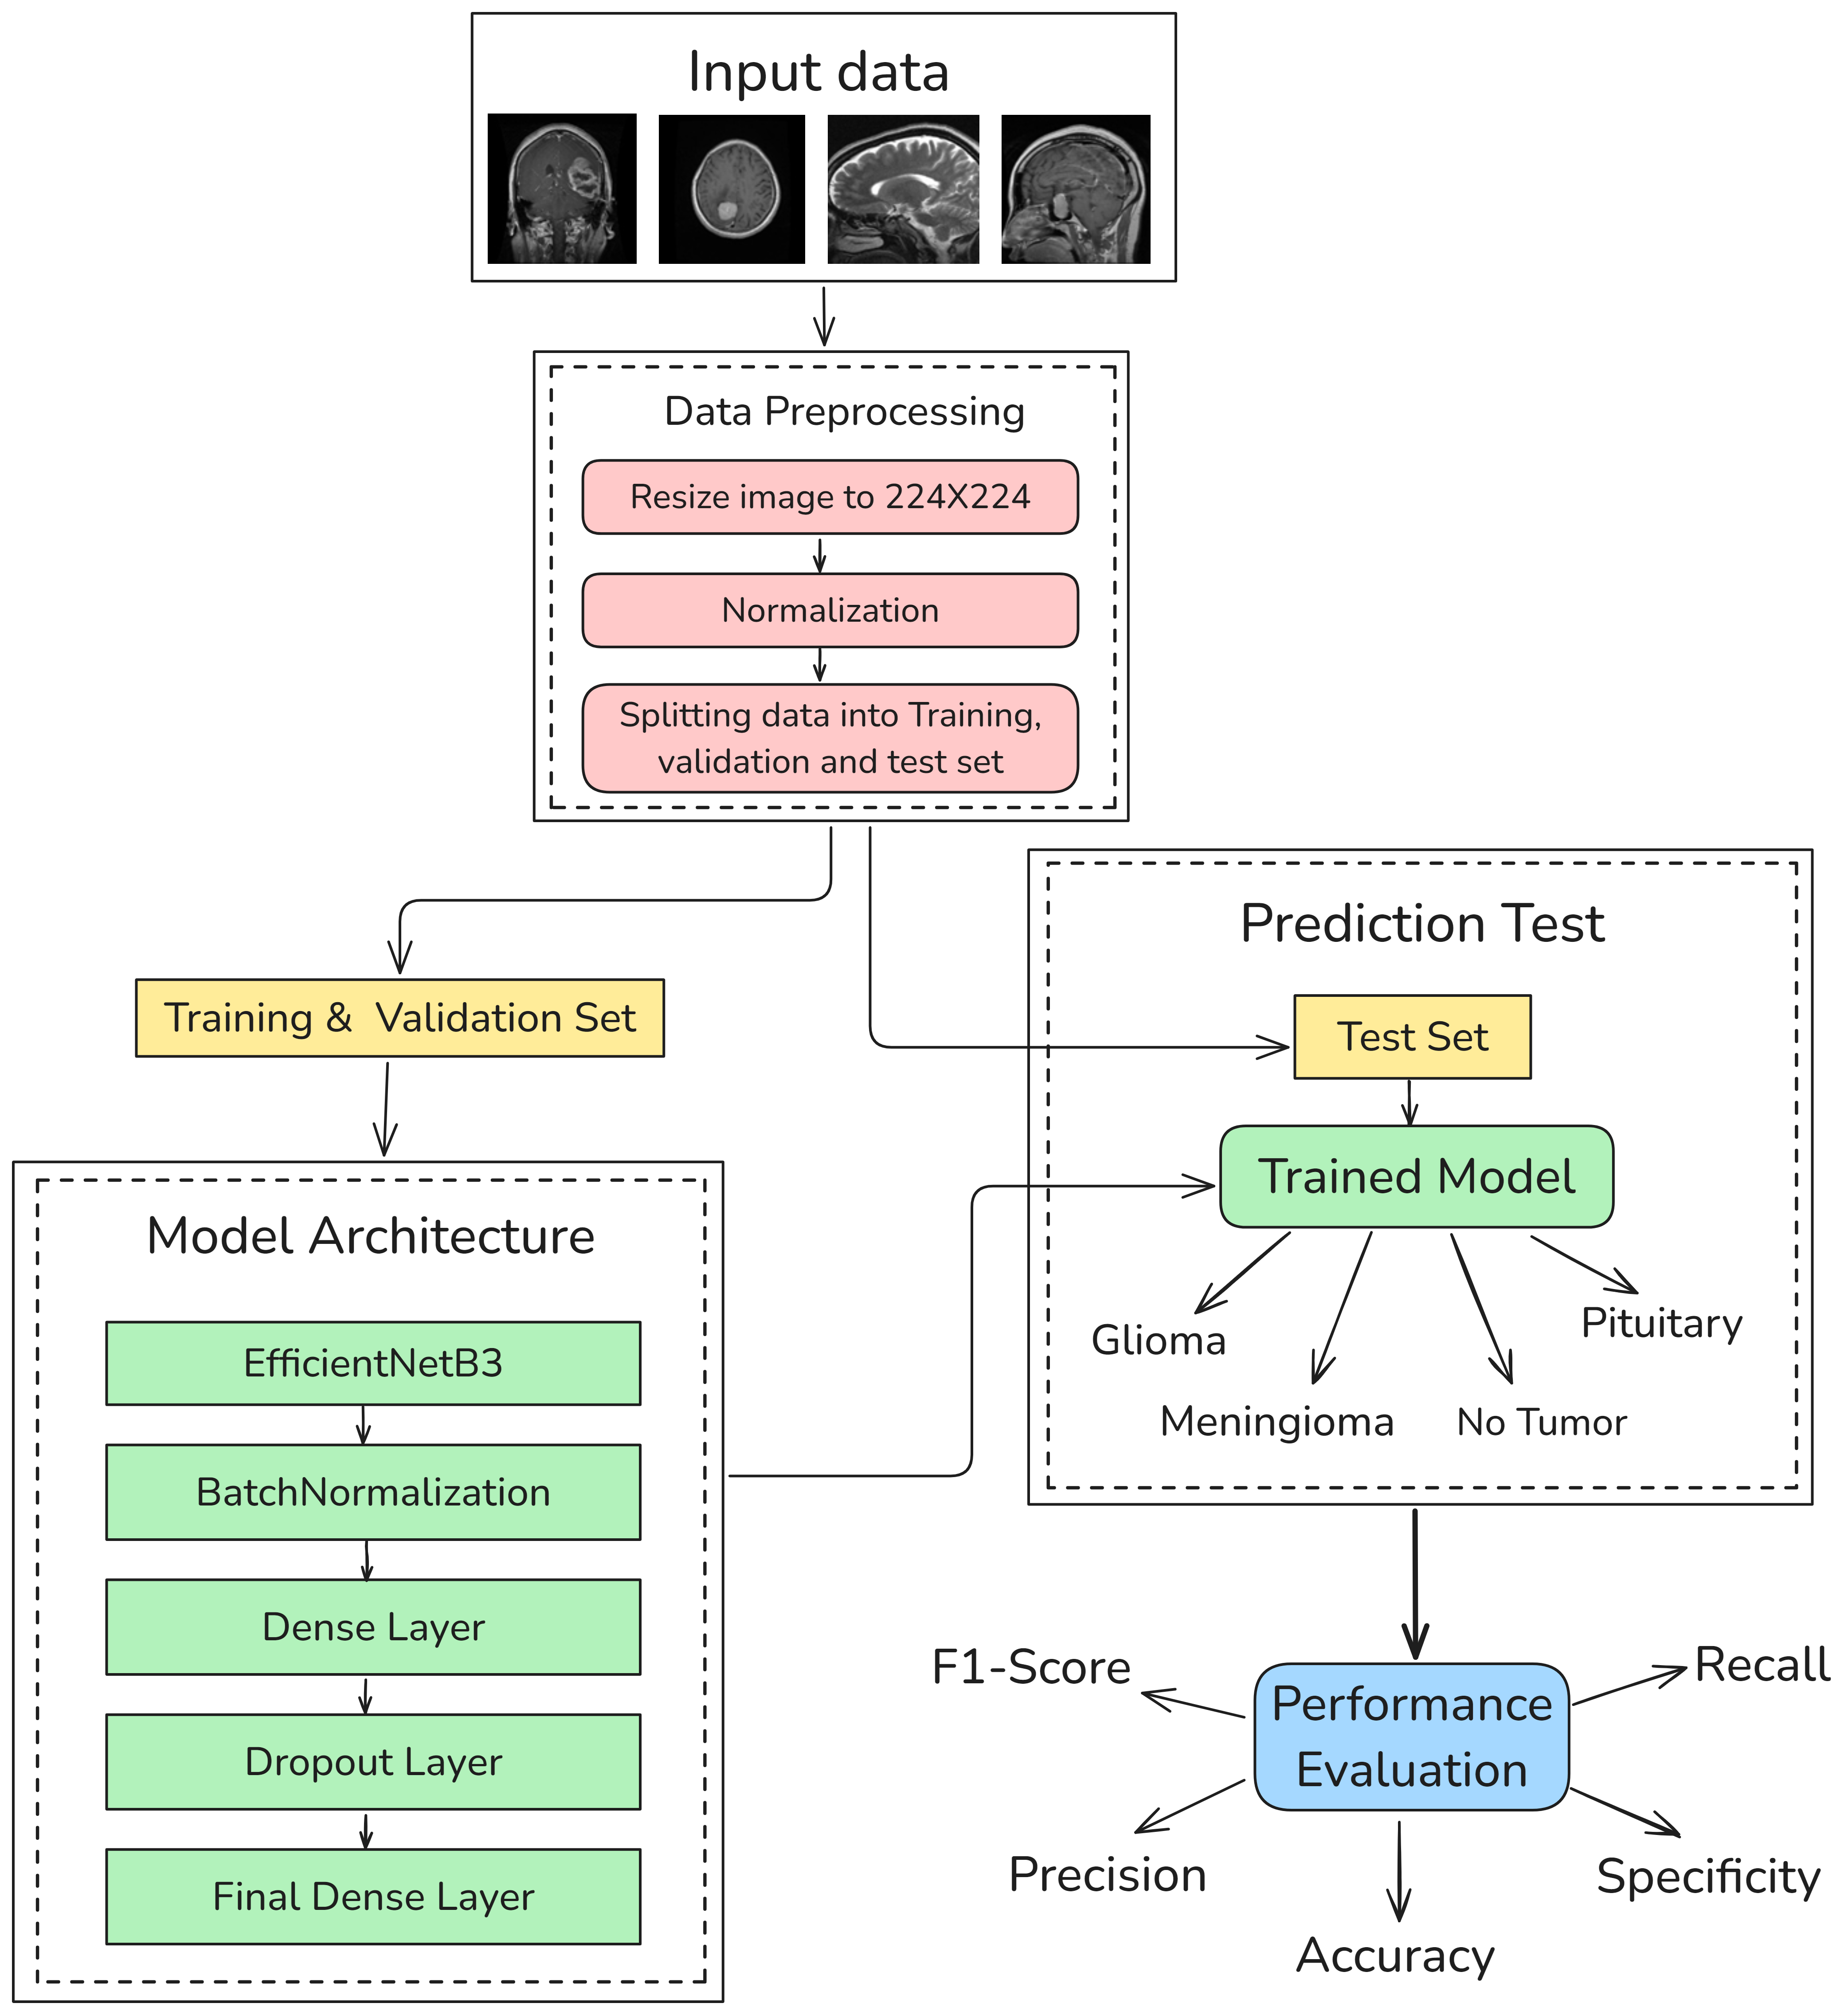 Input data
Data Preprocessing
Resize image to 224X224
Normalization
Splitting data into Training,
validation and test set
Training & Validation Set
Model Architecture
EfficientNetB3
BatchNormalization
Dense Layer
Dropout Layer
Final Dense Layer
Prediction Test
Test Set
Trained Model
Glioma
Meningioma
No Tumor
Pituitary
Performance
Evaluation
F1-Score
Precision
Accuracy
Specificity
Recall